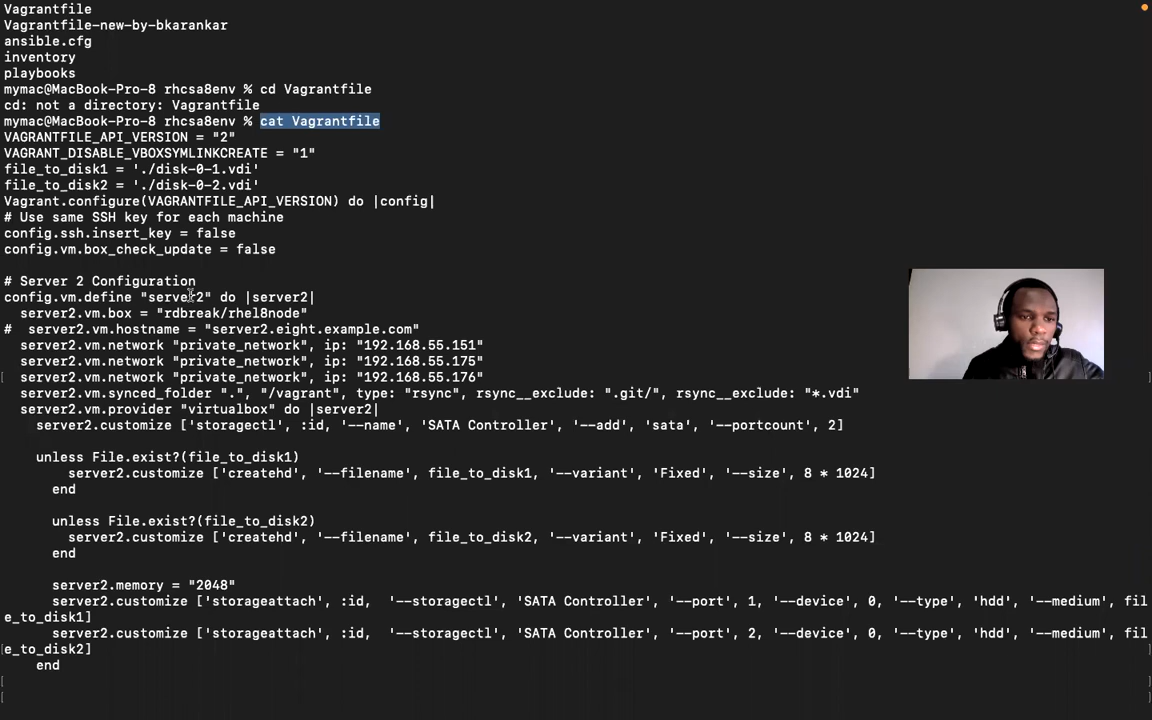 Vagrantfile
Vagrantfile-new-by-bkarankar
ansible.cfg
inventory
playbooks
mymac@MacBook-Pro-8 rhcsa8env % cd Vagrantfile
cd: not a directory: Vagrantfile
mymac@MacBook-Pro-8 rhcsa8env % cat Vagrantfile
VAGRANTFILE_API_VERSION = "2"
VAGRANT_DISABLE_VBOXSYMLINKCREATE = "1"
file_to_disk1 = './disk-0-1.vdi'
file_to_disk2 = './disk-0-2.vdi'
Vagrant.configure(VAGRANTFILE_API_VERSION) do |config|
# Use same SSH key for each machine
config.ssh.insert_key = false
config.vm.box_check_update = false
# Server 2 Configuration
config.vm.define "server2" do |server2|
server2.vm.box = "rdbreak/rhel8node"
#  server2.vm.hostname = "server2.eight.example.com"
server2.vm.network "private_network", ip: "192.168.55.151"
server2.vm.network "private_network", ip: "192.168.55.175"
server2.vm.network "private_network", ip: "192.168.55.176"
server2.vm.synced_folder ".", "/vagrant", type: "rsync", rsync__exclude: ".git/", rsync__exclude: "*.vdi"
server2.vm.provider "virtualbox" do |server2|
server2.customize ['storagectl', :id, '--name', 'SATA Controller', '--add', 'sata', '--portcount', 2]
unless File.exist?(file_to_disk1)
server2.customize ['createhd', '--filename', file_to_disk1, '--variant', 'Fixed', '--size', 8 * 1024]
end
unless File.exist?(file_to_disk2)
server2.customize ['createhd', '--filename', file_to_disk2, '--variant', 'Fixed', '--size', 8 * 1024]
end
server2.memory = "2048"
server2.customize ['storageattach', :id,  '--storagectl', 'SATA Controller', '--port', 1, '--device', 0, '--type', 'hdd', '--medium', fil
e_to_disk1]
server2.customize ['storageattach', :id,  '--storagectl', 'SATA Controller', '--port', 2, '--device', 0, '--type', 'hdd', '--medium', fil
e_to_disk2]
end